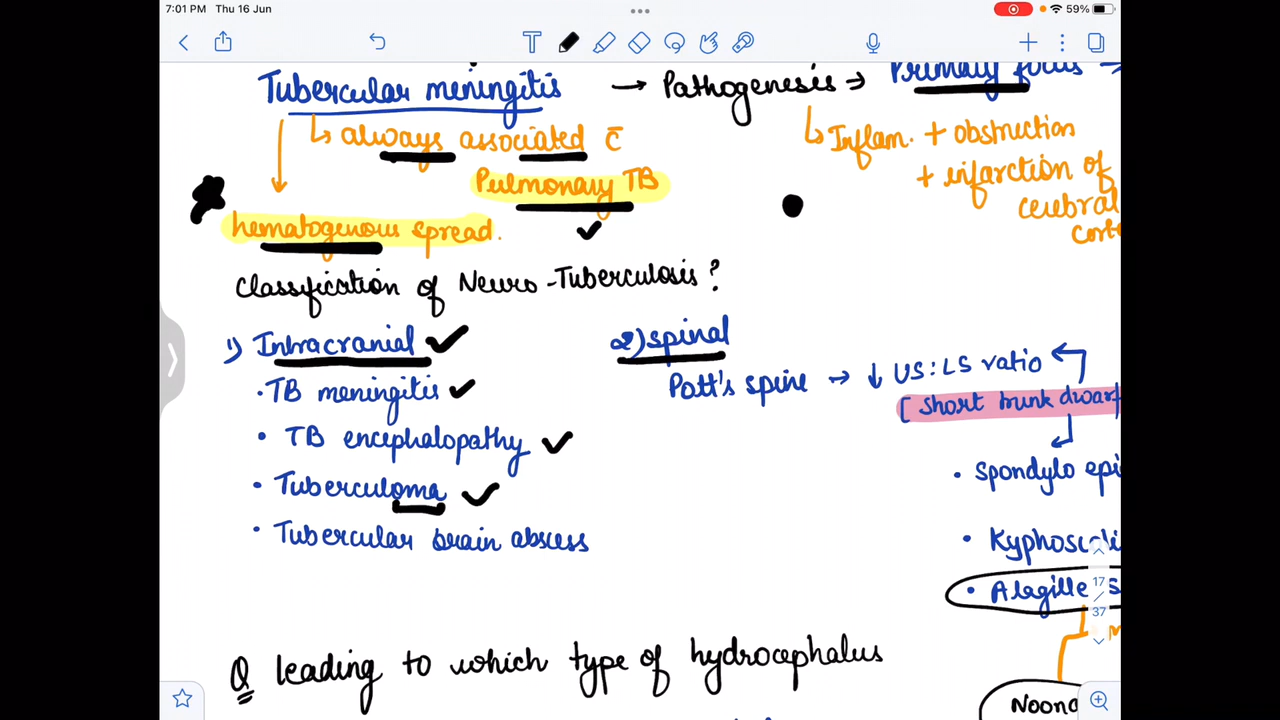 7:01 PM Thu 16 Jun
59%
Tubercular meningitis → Pathogenesis → Primary focus →
↳ always associated c̄
Pulmonary TB
hematogenous spread.
↳ Inflam. + obstruction
+ infarction of
cerebral
Classification of Neuro-Tuberculosis?
1) Intracranial
• TB meningitis
• TB encephalopathy
• Tuberculoma
• Tubercular brain abscess
2) spinal
Pott's spine → ↓ US:LS ratio
[short trunk dwarf
• Spondylo epi
• Kyphoscoli
• Alagille S
17
/
37
Q leading to which type of hydrocephalus
Noona